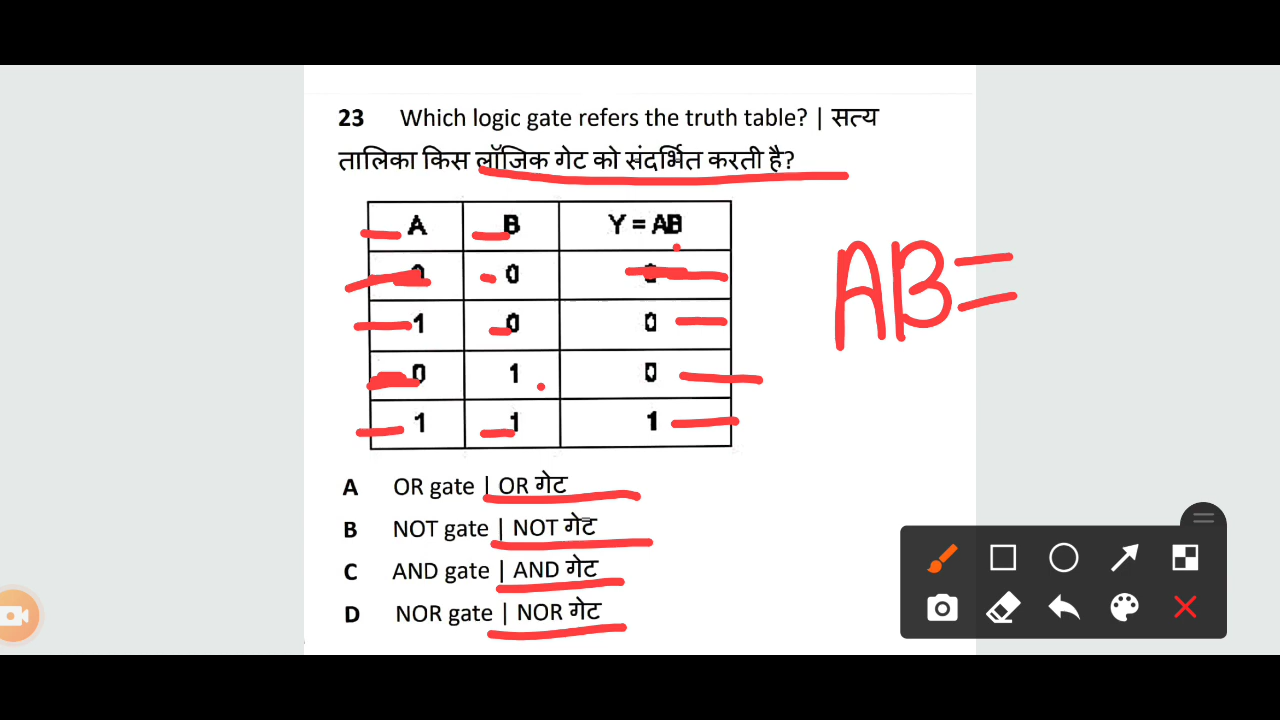 23 Which logic gate refers the truth table? | सत्य
तालिका किस लॉजिक गेट को संदर्भित करती है?
A B Y = AB
0 0 0
1 0 0
0 1 0
1 1 1
AB=
A OR gate | OR गेट
B NOT gate | NOT गेट
C AND gate | AND गेट
D NOR gate | NOR गेट